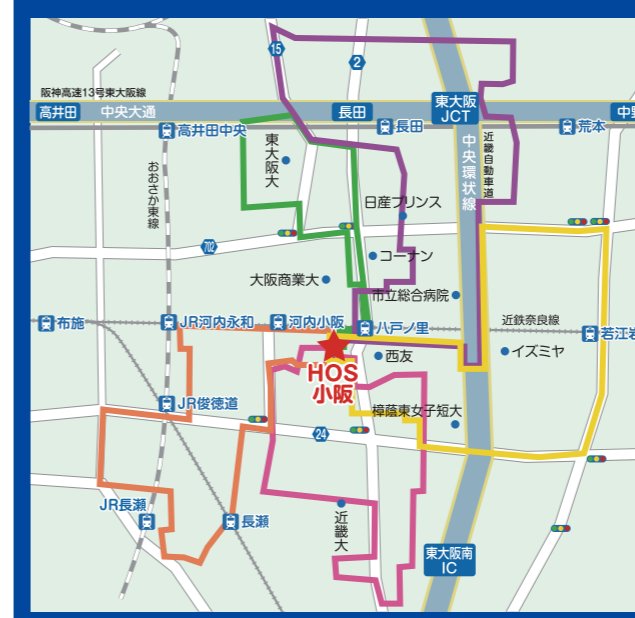 15
2
阪神高速13号東大阪線
高井田
中央大通
長田
東大阪
JCT
中野
高井田中央
長田
荒本
東大阪大
おおさか東線
中央環状線
近畿自動車道
日産プリンス
702
コーナン
大阪商業大
市立総合病院
布施
JR河内永和
河内小阪
八戸ノ里
近鉄奈良線
若江岩
HOS
小阪
西友
イズミヤ
JR俊徳道
樟蔭東女子短大
24
JR長瀬
長瀬
近畿大
東大阪南
IC